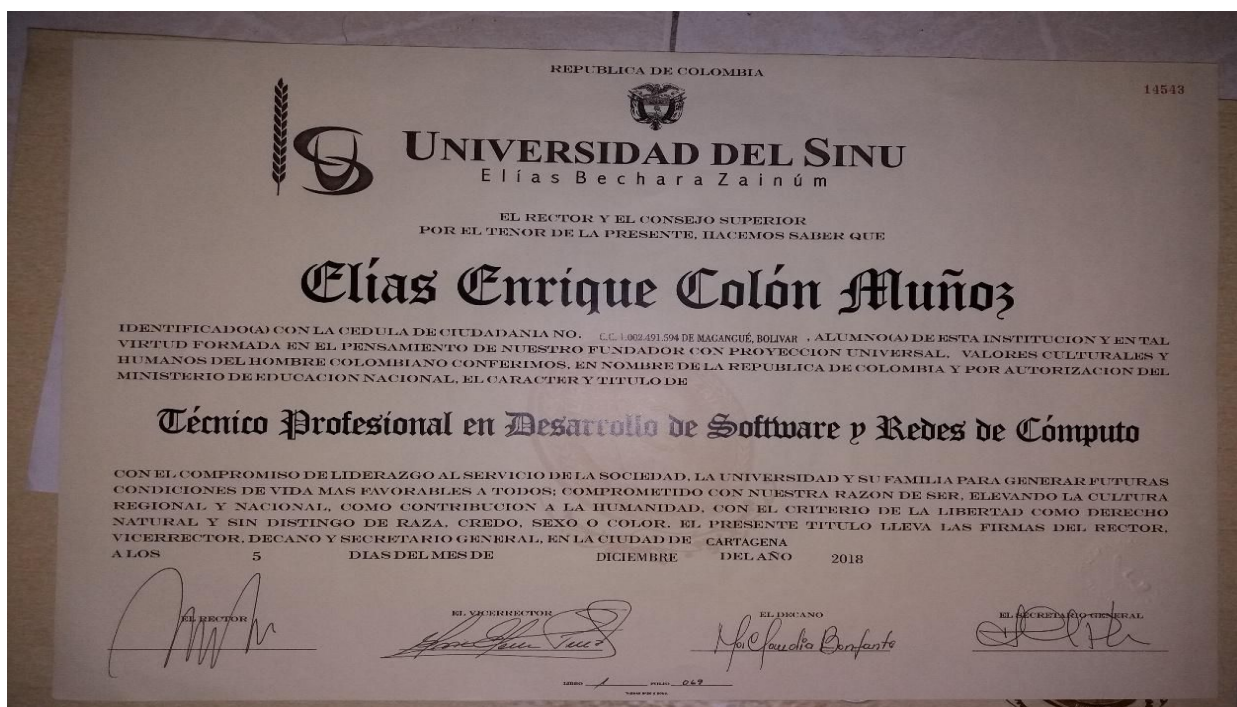 REPUBLICA DE COLOMBIA
14543
UNIVERSIDAD DEL SINU
Elías Bechara Zainúm
EL RECTOR Y EL CONSEJO SUPERIOR
POR EL TENOR DE LA PRESENTE, HACEMOS SABER QUE
Elías Enrique Colón Muñoz
IDENTIFICADO(A) CON LA CEDULA DE CIUDADANIA NO. C.C. 1.062.491.594 DE MAGANGUÉ, BOLIVAR , ALUMNO(A) DE ESTA INSTITUCION Y EN TAL
VIRTUD FORMADA EN EL PENSAMIENTO DE NUESTRO FUNDADOR CON PROYECCION UNIVERSAL, VALORES CULTURALES Y
HUMANOS DEL HOMBRE COLOMBIANO CONFERIMOS, EN NOMBRE DE LA REPUBLICA DE COLOMBIA Y POR AUTORIZACION DEL
MINISTERIO DE EDUCACION NACIONAL, EL CARACTER Y TITULO DE
Técnico Profesional en Desarrollo de Software y Redes de Cómputo
CON EL COMPROMISO DE LIDERAZGO AL SERVICIO DE LA SOCIEDAD, LA UNIVERSIDAD Y SU FAMILIA PARA GENERAR FUTURAS
CONDICIONES DE VIDA MAS FAVORABLES A TODOS; COMPROMETIDO CON NUESTRA RAZON DE SER, ELEVANDO LA CULTURA
REGIONAL Y NACIONAL, COMO CONTRIBUCION A LA HUMANIDAD, CON EL CRITERIO DE LA LIBERTAD COMO DERECHO
NATURAL Y SIN DISTINGO DE RAZA, CREDO, SEXO O COLOR. EL PRESENTE TITULO LLEVA LAS FIRMAS DEL RECTOR,
VICERRECTOR, DECANO Y SECRETARIO GENERAL, EN LA CIUDAD DE CARTAGENA
A LOS 5 DIAS DEL MES DE DICIEMBRE DEL AÑO 2018
EL RECTOR EL VICERRECTOR EL DECANO EL SECRETARIO GENERAL
Claudia Bonfante
LIBRO 1 FOLIO 069